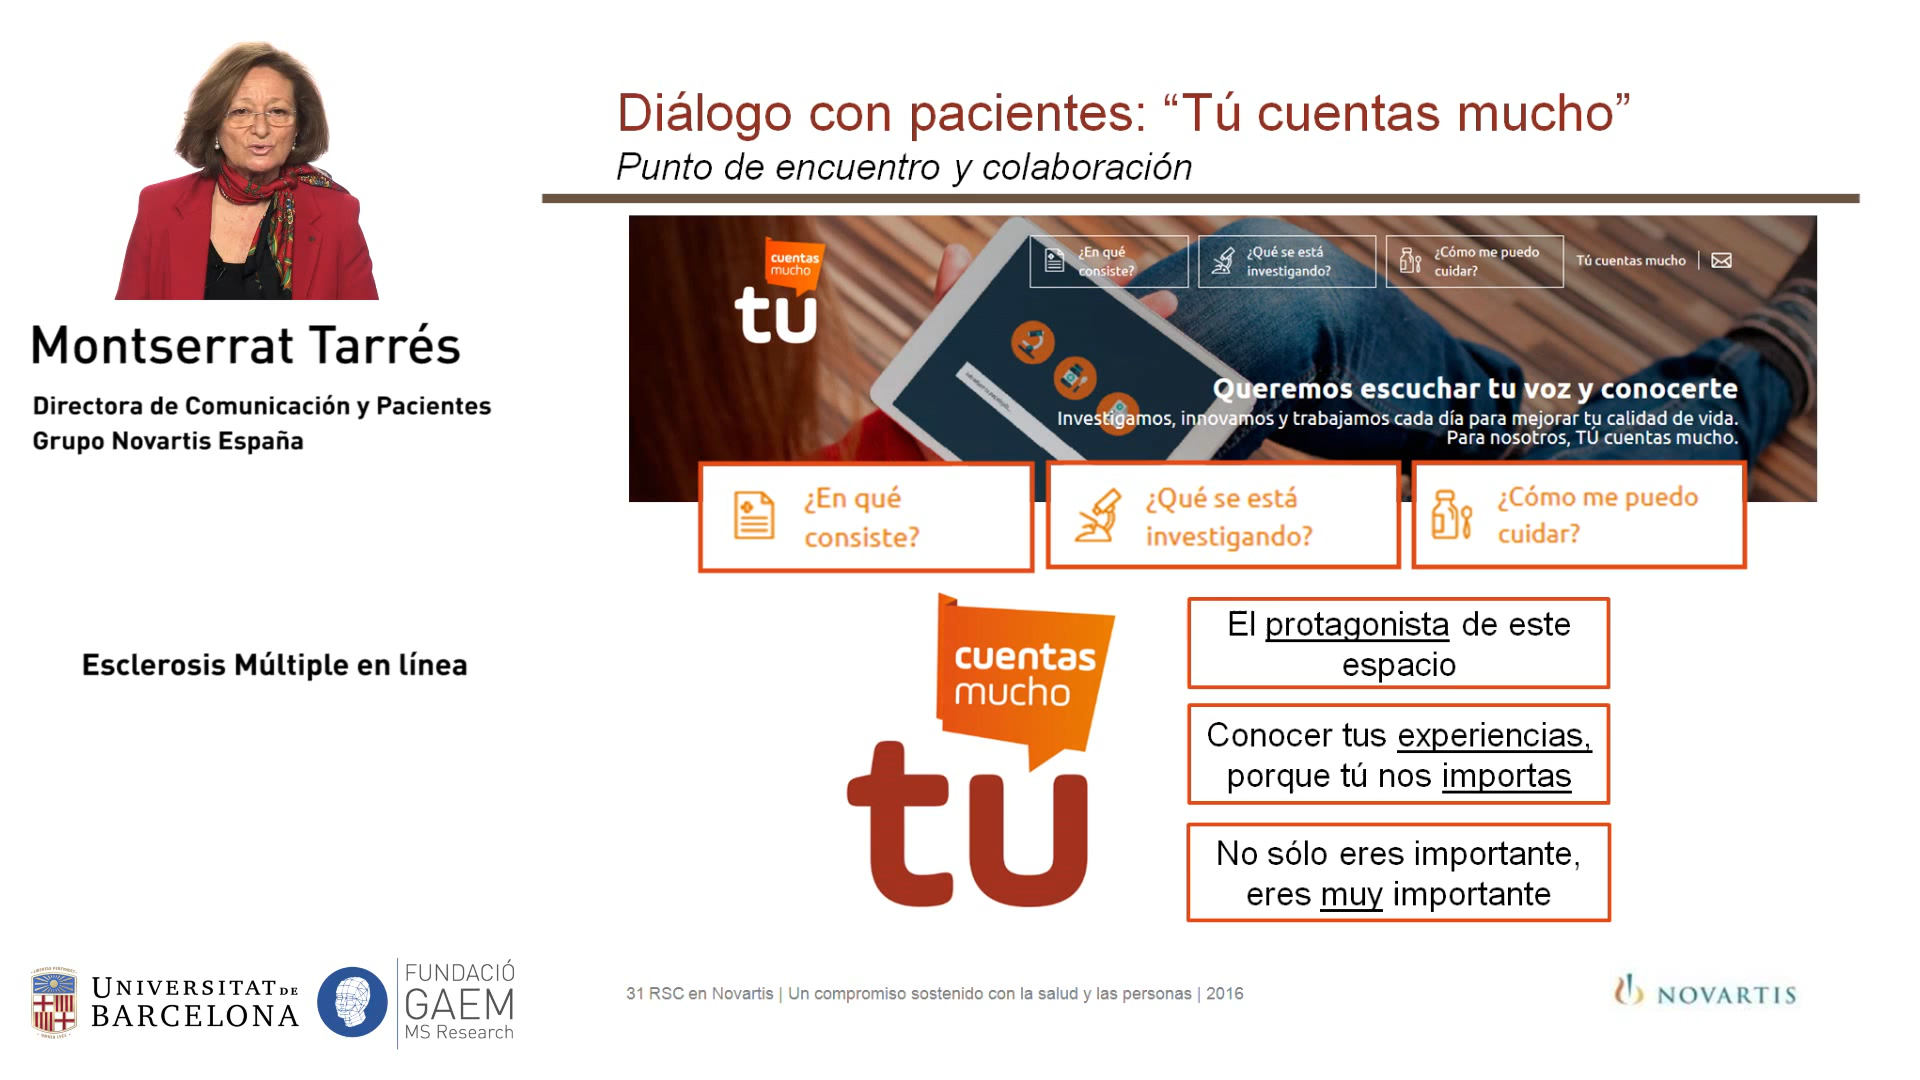 Montserrat Tarrés
Directora de Comunicación y Pacientes
Grupo Novartis España
Esclerosis Múltiple en línea
UNIVERSITAT DE
BARCELONA
FUNDACIÓ
GAEM
MS Research
Diálogo con pacientes: “Tú cuentas mucho”
Punto de encuentro y colaboración
cuentas
mucho
tu
¿En qué
consiste?
¿Qué se está
investigando?
¿Cómo me puedo
cuidar?
Tú cuentas mucho
Queremos escuchar tu voz y conocerte
Investigamos, innovamos y trabajamos cada día para mejorar tu calidad de vida.
Para nosotros, TÚ cuentas mucho.
¿En qué
consiste?
¿Qué se está
investigando?
¿Cómo me puedo
cuidar?
cuentas
mucho
tu
El protagonista de este
espacio
Conocer tus experiencias,
porque tú nos importas
No sólo eres importante,
eres muy importante
31 RSC en Novartis | Un compromiso sostenido con la salud y las personas | 2016
NOVARTIS